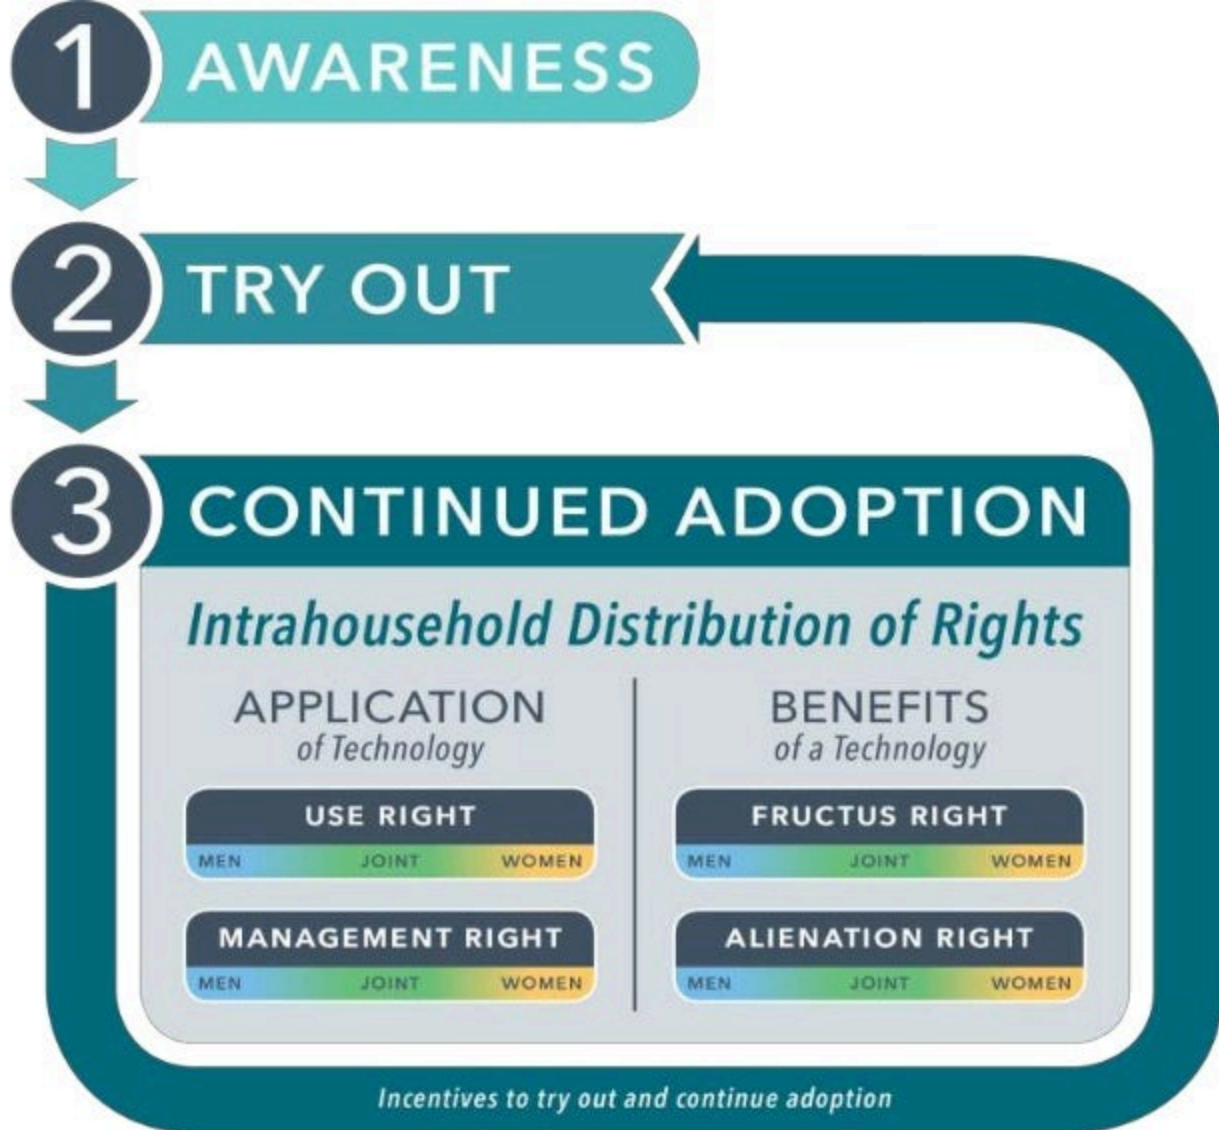 1 AWARENESS
2 TRY OUT
3 CONTINUED ADOPTION
Intrahousehold Distribution of Rights
APPLICATION
of Technology
USE RIGHT
MEN JOINT WOMEN
MANAGEMENT RIGHT
MEN JOINT WOMEN
BENEFITS
of a Technology
FRUCTUS RIGHT
MEN JOINT WOMEN
ALIENATION RIGHT
MEN JOINT WOMEN
Incentives to try out and continue adoption